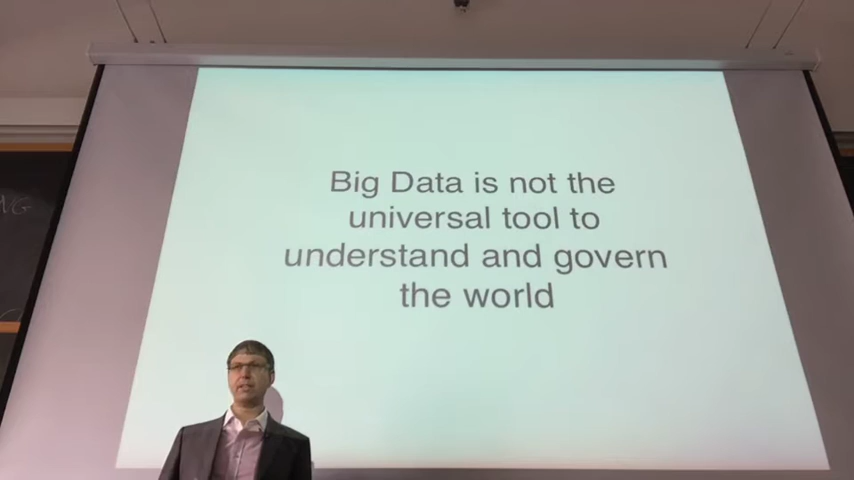 Big Data is not the
universal tool to
understand and govern
the world